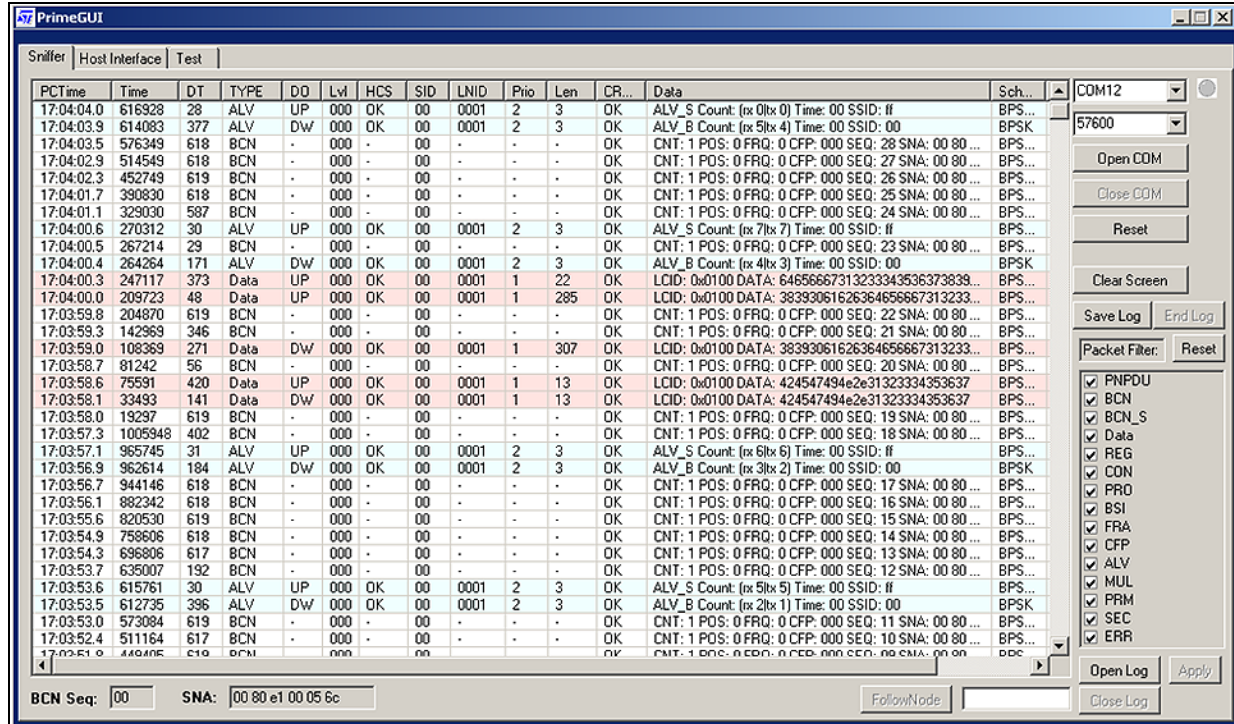 PrimeGUI
Sniffer Host Interface Test
PCTime Time DT TYPE DO Lvl HCS SID LNID Prio Len CR... Data Sch...
17:04:04.0 616928 28 ALV UP 000 OK 00 0001 2 3 OK ALV_S Count: (rx 0|tx 0) Time: 00 SSID: ff BPS...
17:04:03.9 614083 377 ALV DW 000 OK 00 0001 2 3 OK ALV_B Count: (rx 5|tx 4) Time: 00 SSID: 00 BPSK
17:04:03.5 576349 618 BCN - 000 - 00 - - - OK CNT: 1 POS: 0 FRQ: 0 CFP: 000 SEQ: 28 SNA: 00 80 ... BPS...
17:04:02.9 514549 618 BCN - 000 - 00 - - - OK CNT: 1 POS: 0 FRQ: 0 CFP: 000 SEQ: 27 SNA: 00 80 ... BPS...
17:04:02.3 452749 619 BCN - 000 - 00 - - - OK CNT: 1 POS: 0 FRQ: 0 CFP: 000 SEQ: 26 SNA: 00 80 ... BPS...
17:04:01.7 390830 618 BCN - 000 - 00 - - - OK CNT: 1 POS: 0 FRQ: 0 CFP: 000 SEQ: 25 SNA: 00 80 ... BPS...
17:04:01.1 329030 587 BCN - 000 - 00 - - - OK CNT: 1 POS: 0 FRQ: 0 CFP: 000 SEQ: 24 SNA: 00 80 ... BPS...
17:04:00.6 270312 30 ALV UP 000 OK 00 0001 2 3 OK ALV_S Count: (rx 7|tx 7) Time: 00 SSID: ff BPS...
17:04:00.5 267214 29 BCN - 000 - 00 - - - OK CNT: 1 POS: 0 FRQ: 0 CFP: 000 SEQ: 23 SNA: 00 80 ... BPS...
17:04:00.4 264264 171 ALV DW 000 OK 00 0001 2 3 OK ALV_B Count: (rx 4|tx 3) Time: 00 SSID: 00 BPSK
17:04:00.3 247117 373 Data UP 000 OK 00 0001 1 22 OK LCID: 0x0100 DATA: 64656667313233343536373839... BPS...
17:04:00.0 209723 48 Data UP 000 OK 00 0001 1 285 OK LCID: 0x0100 DATA: 38393061626364656667313233... BPS...
17:03:59.8 204870 619 BCN - 000 - 00 - - - OK CNT: 1 POS: 0 FRQ: 0 CFP: 000 SEQ: 22 SNA: 00 80 ... BPS...
17:03:59.3 142969 346 BCN - 000 - 00 - - - OK CNT: 1 POS: 0 FRQ: 0 CFP: 000 SEQ: 21 SNA: 00 80 ... BPS...
17:03:59.0 108369 271 Data DW 000 OK 00 0001 1 307 OK LCID: 0x0100 DATA: 38393061626364656667313233... BPS...
17:03:58.7 81242 56 BCN - 000 - 00 - - - OK CNT: 1 POS: 0 FRQ: 0 CFP: 000 SEQ: 20 SNA: 00 80 ... BPS...
17:03:58.6 75591 420 Data UP 000 OK 00 0001 1 13 OK LCID: 0x0100 DATA: 424547494e2e31323334353637 BPS...
17:03:58.1 33493 141 Data DW 000 OK 00 0001 1 13 OK LCID: 0x0100 DATA: 424547494e2e31323334353637 BPS...
17:03:58.0 19297 619 BCN - 000 - 00 - - - OK CNT: 1 POS: 0 FRQ: 0 CFP: 000 SEQ: 19 SNA: 00 80 ... BPS...
17:03:57.3 1005948 402 BCN - 000 - 00 - - - OK CNT: 1 POS: 0 FRQ: 0 CFP: 000 SEQ: 18 SNA: 00 80 ... BPS...
17:03:57.1 965745 31 ALV UP 000 OK 00 0001 2 3 OK ALV_S Count: (rx 6|tx 6) Time: 00 SSID: ff BPS...
17:03:56.9 962614 184 ALV DW 000 OK 00 0001 2 3 OK ALV_B Count: (rx 3|tx 2) Time: 00 SSID: 00 BPSK
17:03:56.7 944146 618 BCN - 000 - 00 - - - OK CNT: 1 POS: 0 FRQ: 0 CFP: 000 SEQ: 17 SNA: 00 80 ... BPS...
17:03:56.1 882342 618 BCN - 000 - 00 - - - OK CNT: 1 POS: 0 FRQ: 0 CFP: 000 SEQ: 16 SNA: 00 80 ... BPS...
17:03:55.6 820530 619 BCN - 000 - 00 - - - OK CNT: 1 POS: 0 FRQ: 0 CFP: 000 SEQ: 15 SNA: 00 80 ... BPS...
17:03:54.9 758606 618 BCN - 000 - 00 - - - OK CNT: 1 POS: 0 FRQ: 0 CFP: 000 SEQ: 14 SNA: 00 80 ... BPS...
17:03:54.3 696806 617 BCN - 000 - 00 - - - OK CNT: 1 POS: 0 FRQ: 0 CFP: 000 SEQ: 13 SNA: 00 80 ... BPS...
17:03:53.7 635007 192 BCN - 000 - 00 - - - OK CNT: 1 POS: 0 FRQ: 0 CFP: 000 SEQ: 12 SNA: 00 80 ... BPS...
17:03:53.6 615761 30 ALV UP 000 OK 00 0001 2 3 OK ALV_S Count: (rx 5|tx 5) Time: 00 SSID: ff BPS...
17:03:53.5 612735 396 ALV DW 000 OK 00 0001 2 3 OK ALV_B Count: (rx 2|tx 1) Time: 00 SSID: 00 BPSK
17:03:53.0 573084 619 BCN - 000 - 00 - - - OK CNT: 1 POS: 0 FRQ: 0 CFP: 000 SEQ: 11 SNA: 00 80 ... BPS...
17:03:52.4 511164 617 BCN - 000 - 00 - - - OK CNT: 1 POS: 0 FRQ: 0 CFP: 000 SEQ: 10 SNA: 00 80 ... BPS...
17:03:51.8 449405 619 BCN - 000 - 00 - - - OK CNT: 1 POS: 0 FRQ: 0 CFP: 000 SEQ: 09 SNA: 00 80 BPS
COM12
57600
Open COM
Close COM
Reset
Clear Screen
Save Log End Log
Packet Filter: Reset
PNPDU
BCN
BCN_S
Data
REG
CON
PRO
BSI
FRA
CFP
ALV
MUL
PRM
SEC
ERR
Open Log Apply
Close Log
BCN Seq: 00 SNA: 00 80 e1 00 05 6c FollowNode